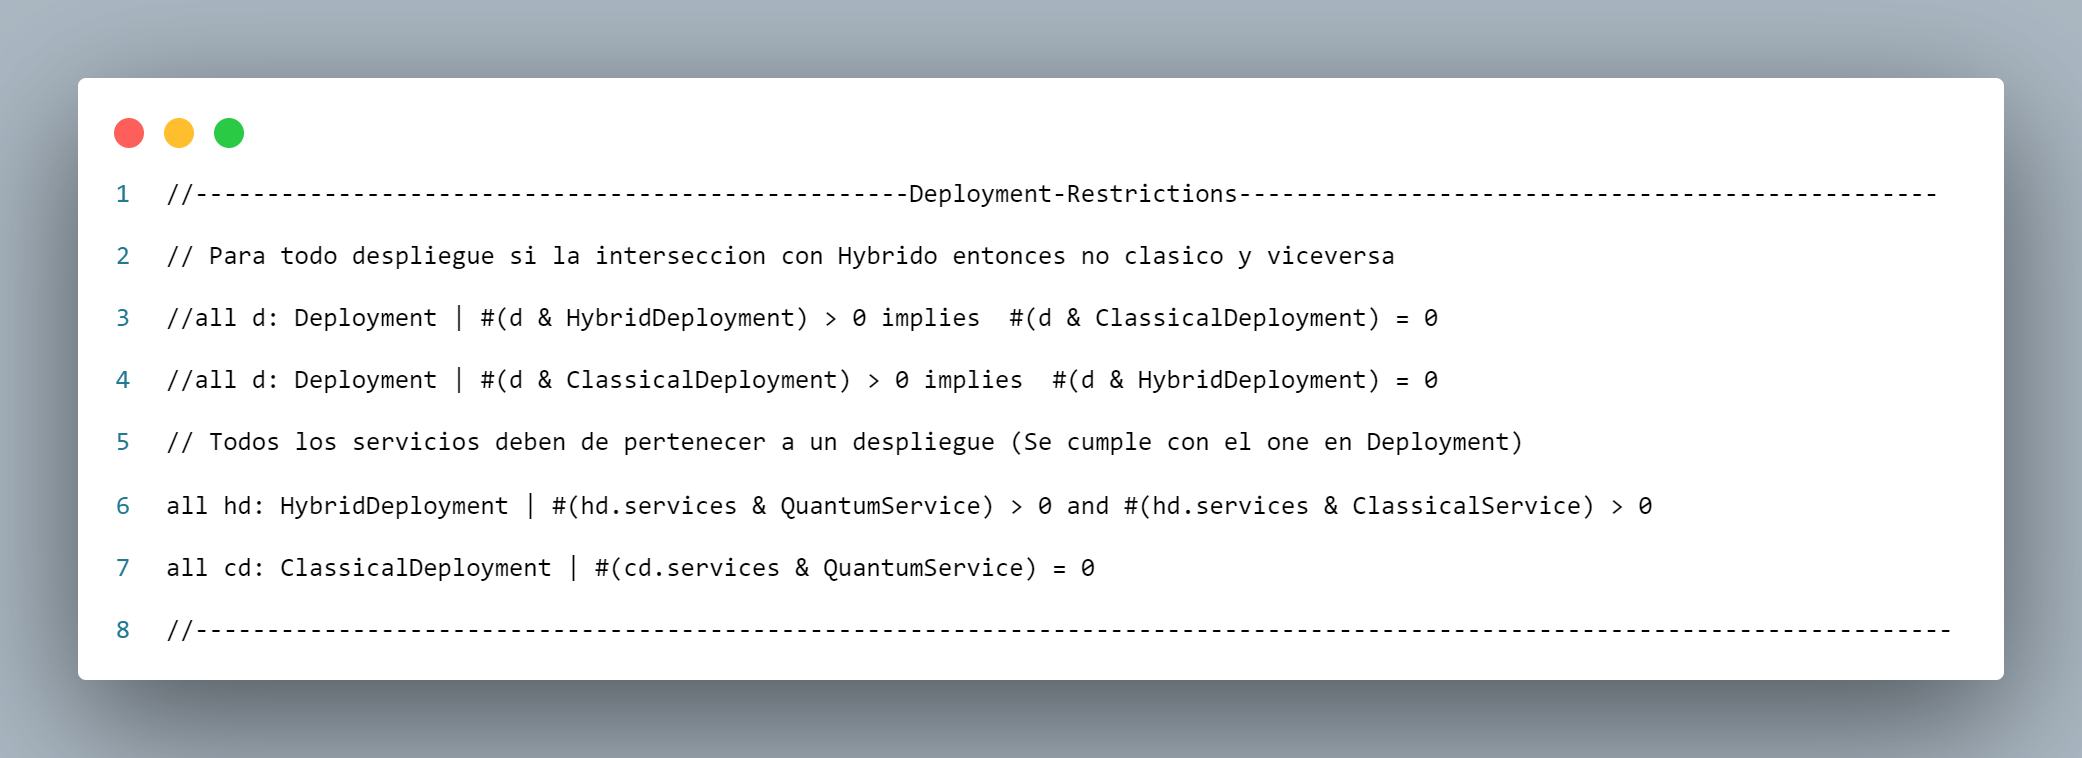 1 //--------------------------------------------------Deployment-Restrictions-------------------------------------------------
2 // Para todo despliegue si la interseccion con Hybrido entonces no clasico y viceversa
3 //all d: Deployment | #(d & HybridDeployment) > 0 implies  #(d & ClassicalDeployment) = 0
4 //all d: Deployment | #(d & ClassicalDeployment) > 0 implies  #(d & HybridDeployment) = 0
5 // Todos los servicios deben de pertenecer a un despliegue (Se cumple con el one en Deployment)
6 all hd: HybridDeployment | #(hd.services & QuantumService) > 0 and #(hd.services & ClassicalService) > 0
7 all cd: ClassicalDeployment | #(cd.services & QuantumService) = 0
8 //---------------------------------------------------------------------------------------------------------------------------